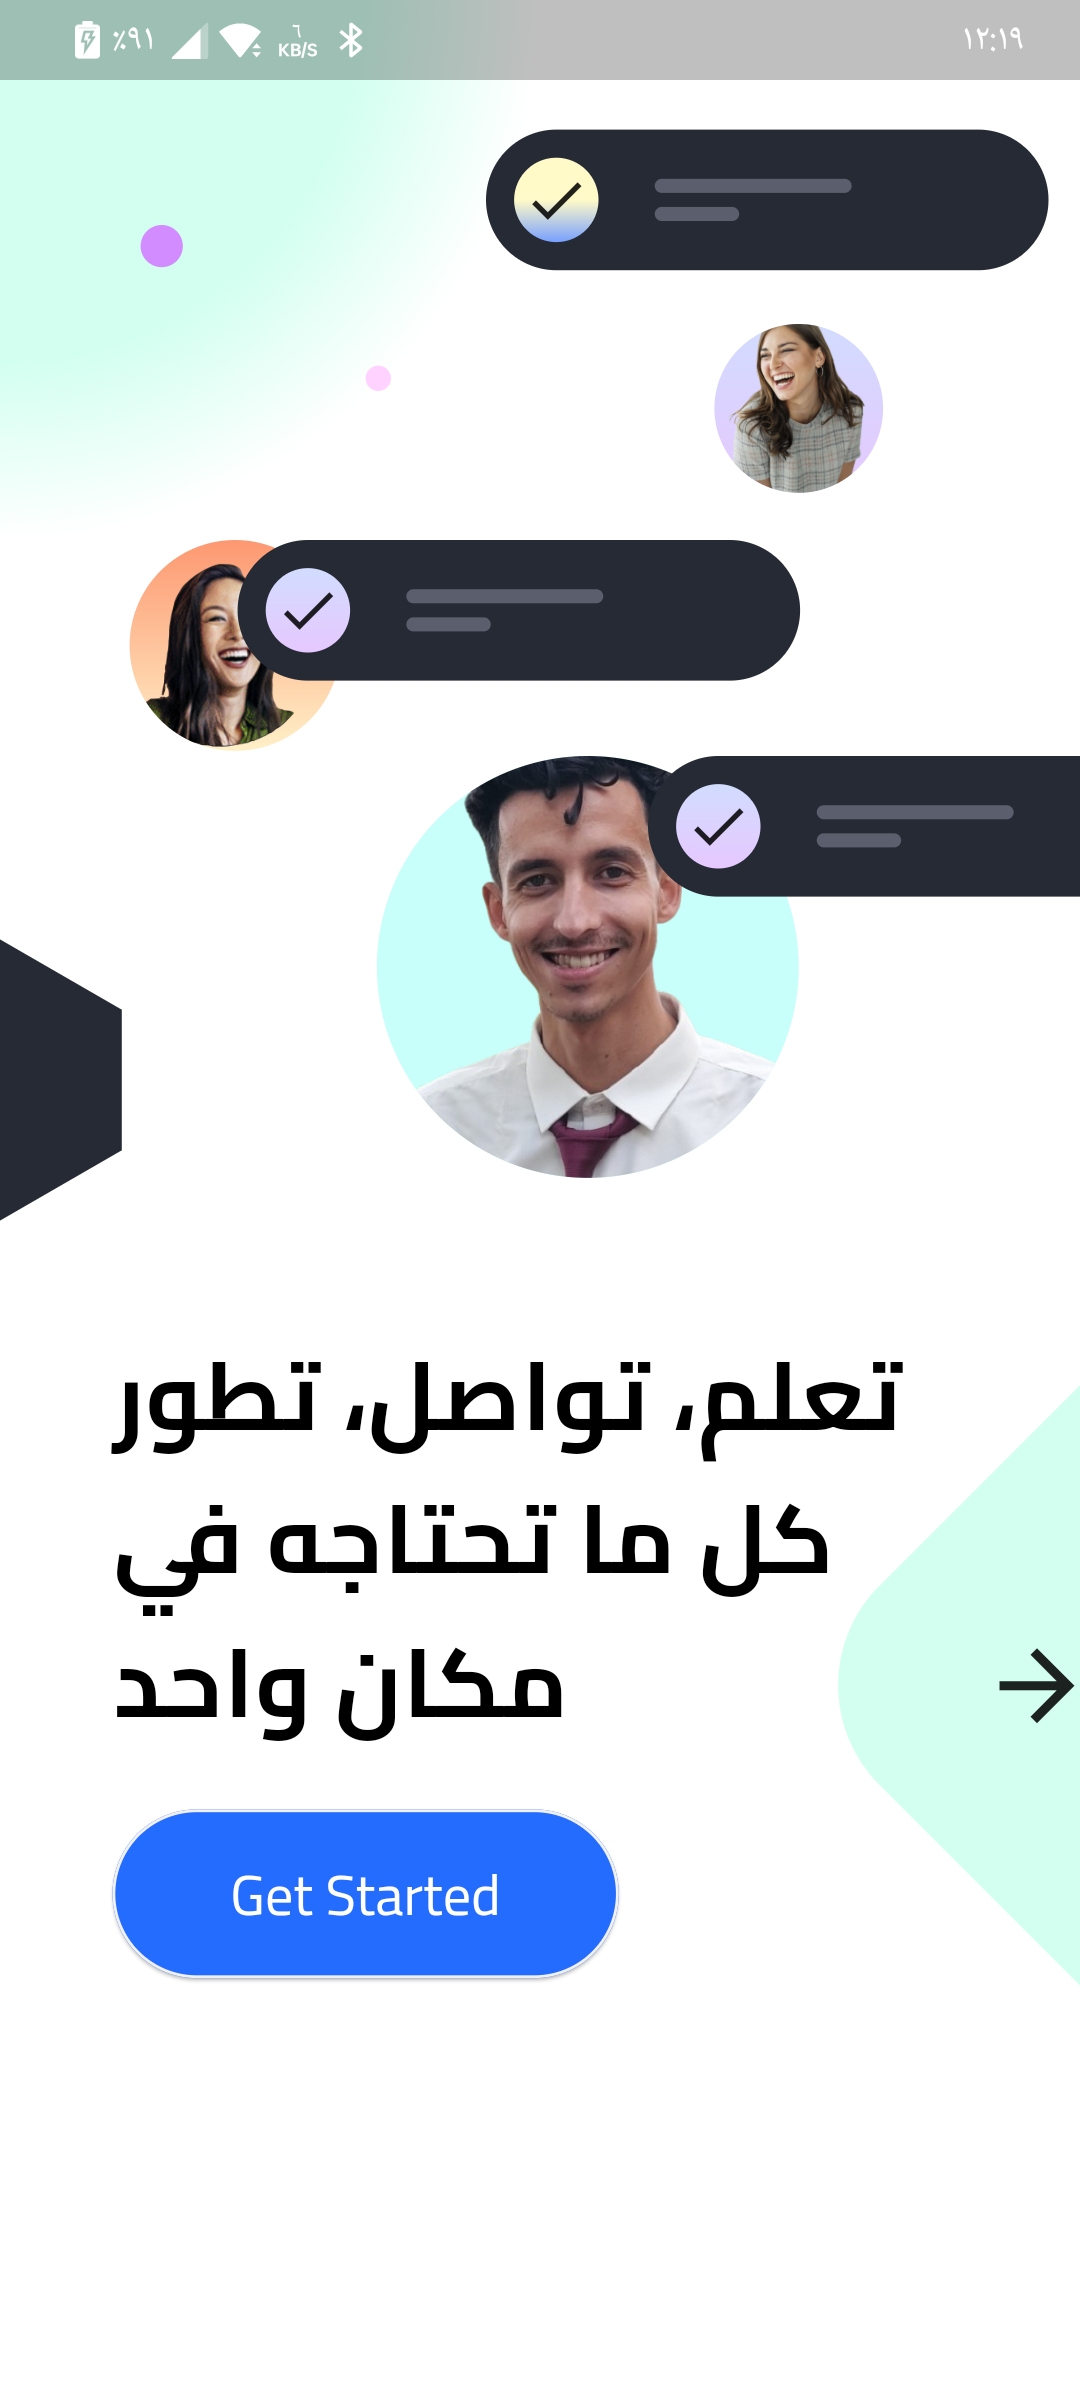 ١٢:١٩
٦
KB/S
٪٩١
تعلم، تواصل، تطور
كل ما تحتاجه في
مكان واحد
Get Started